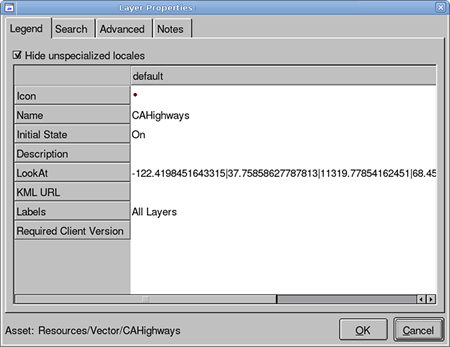 Layer Properties
Legend Search Advanced Notes
Hide unspecialized locales
default
Icon
Name CAHighways
Initial State On
Description
LookAt -122.4198451643315|37.75858627787813|11319.77854162451|68.45
KML URL
Labels All Layers
Required Client Version
Asset: Resources/Vector/CAHighways OK Cancel